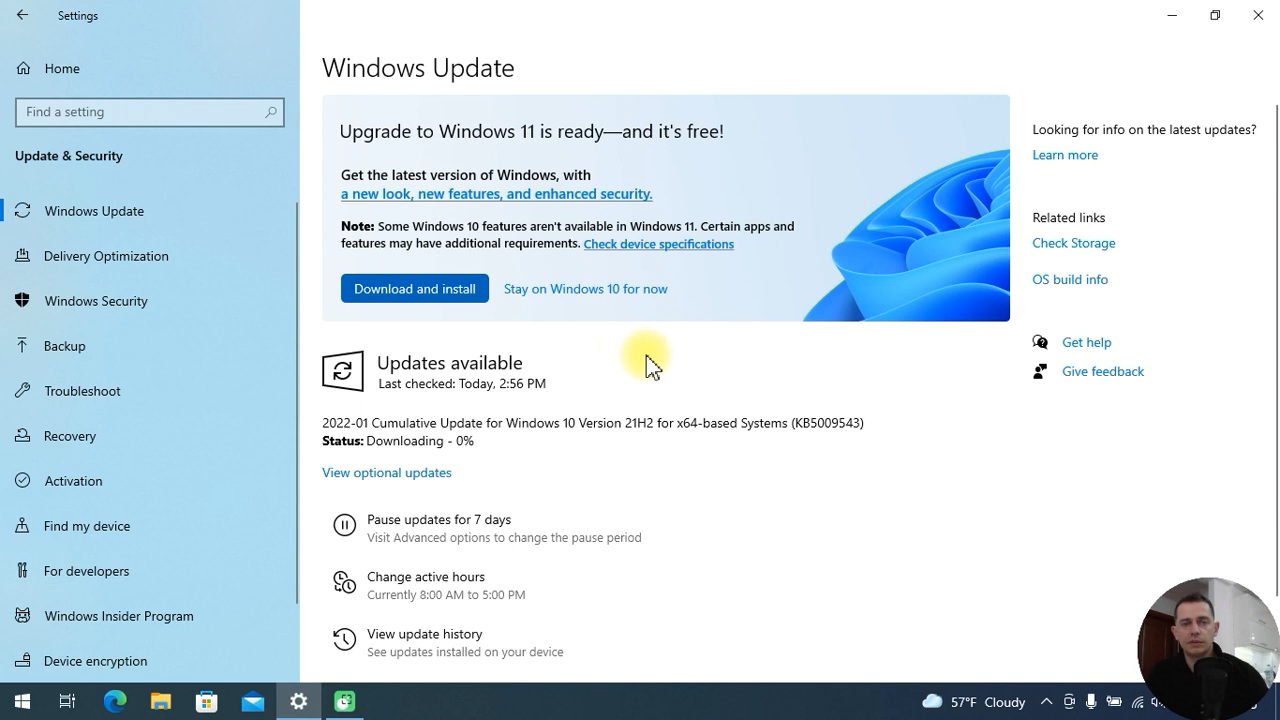 Settings
Home
Find a setting
Update & Security
Windows Update
Delivery Optimization
Windows Security
Backup
Troubleshoot
Recovery
Activation
Find my device
For developers
Windows Insider Program
Device encryption
Windows Update
Upgrade to Windows 11 is ready—and it's free!
Get the latest version of Windows, with
a new look, new features, and enhanced security.
Note: Some Windows 10 features aren't available in Windows 11. Certain apps and
features may have additional requirements. Check device specifications
Download and install
Stay on Windows 10 for now
Updates available
Last checked: Today, 2:56 PM
2022-01 Cumulative Update for Windows 10 Version 21H2 for x64-based Systems (KB5009543)
Status: Downloading - 0%
View optional updates
Pause updates for 7 days
Visit Advanced options to change the pause period
Change active hours
Currently 8:00 AM to 5:00 PM
View update history
See updates installed on your device
Looking for info on the latest updates?
Learn more
Related links
Check Storage
OS build info
Get help
Give feedback
57°F Cloudy